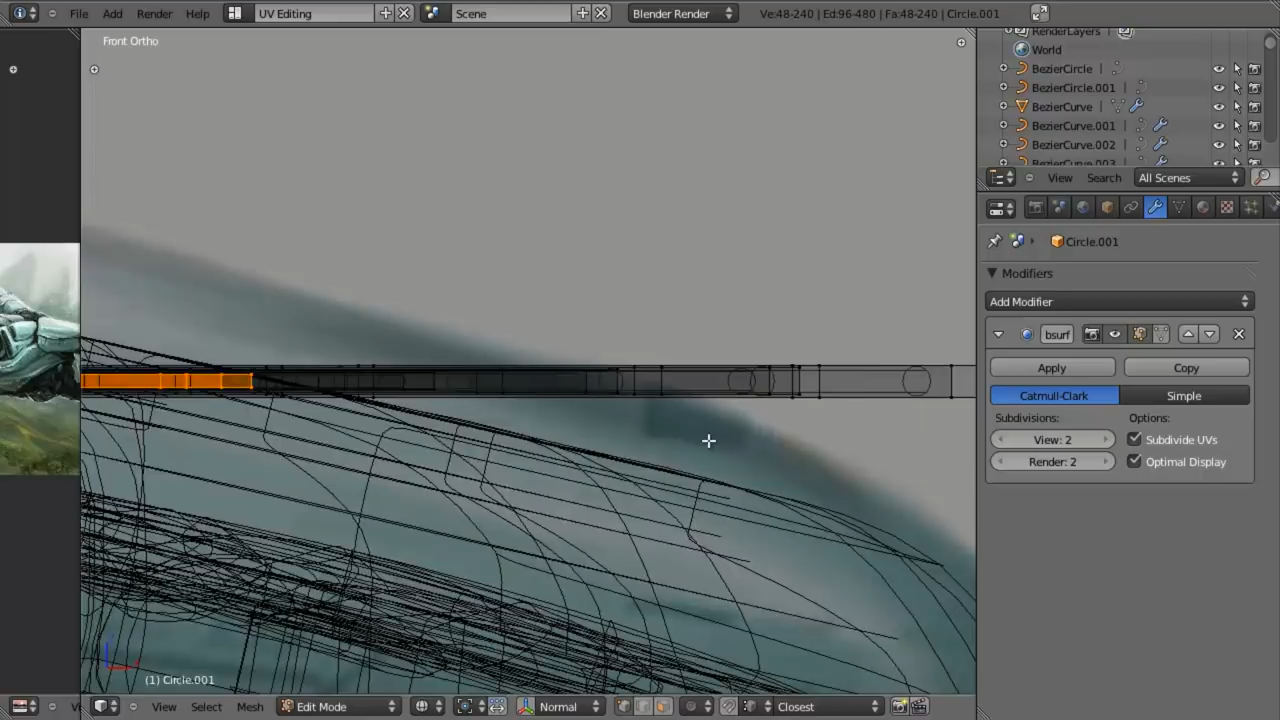 File Add Render Help UV Editing Scene Blender Render Ve:48-240 | Ed:96-480 | Fa:48-240 | Circle.001
Front Ortho
RenderLayers
World
BezierCircle
BezierCircle.001
BezierCurve
BezierCurve.001
BezierCurve.002
BezierCurve.003
View Search All Scenes
Circle.001
Modifiers
Add Modifier
bsurf
Apply Copy
Catmull-Clark Simple
Subdivisions: Options:
View: 2 Subdivide UVs
Render: 2 Optimal Display
(1) Circle.001
Vi View Select Mesh Edit Mode Normal Closest